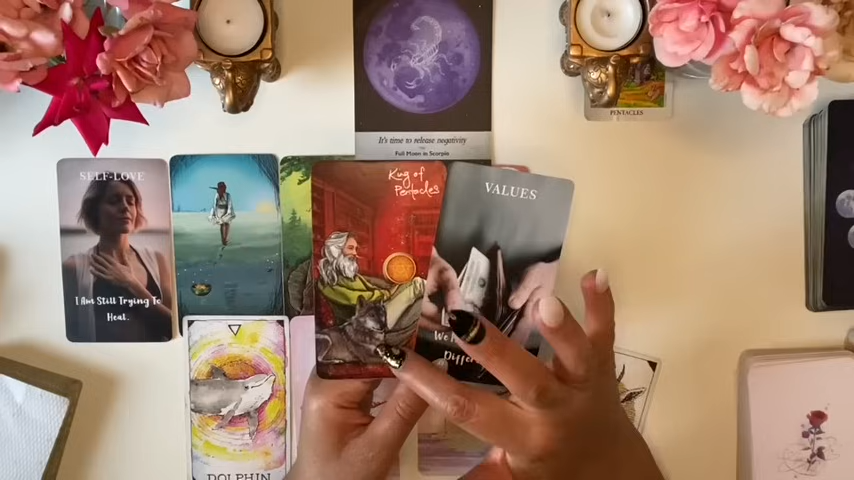 It's time to release negativity
Full Moon in Scorpio
PENTACLES
SELF-LOVE
I Am Still Trying To
Heal.
King of
Pentacles
VALUES
We
DOLPHIN